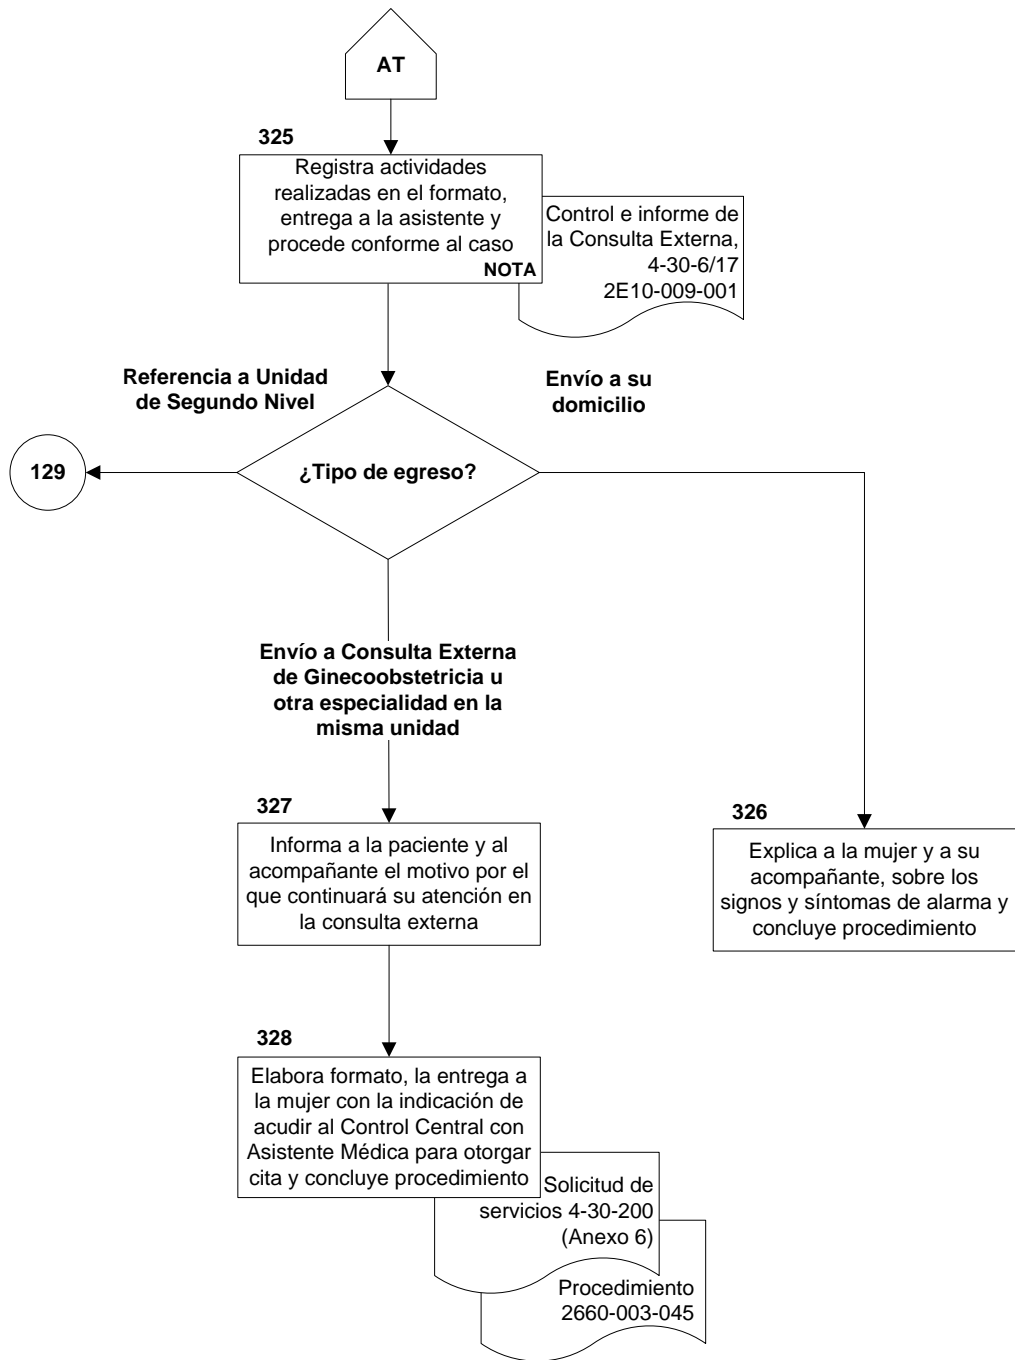 AT
325
Registra actividades
realizadas en el formato,
entrega a la asistente y
procede conforme al caso
NOTA
Control e informe de
la Consulta Externa,
4-30-6/17
2E10-009-001
Referencia a Unidad
de Segundo Nivel
Envío a su
domicilio
129
¿Tipo de egreso?
Envío a Consulta Externa
de Ginecoobstetricia u
otra especialidad en la
misma unidad
327
Informa a la paciente y al
acompañante el motivo por el
que continuará su atención en
la consulta externa
326
Explica a la mujer y a su
acompañante, sobre los
signos y síntomas de alarma y
concluye procedimiento
328
Elabora formato, la entrega a
la mujer con la indicación de
acudir al Control Central con
Asistente Médica para otorgar
cita y concluye procedimiento
Solicitud de
servicios 4-30-200
(Anexo 6)
Procedimiento
2660-003-045